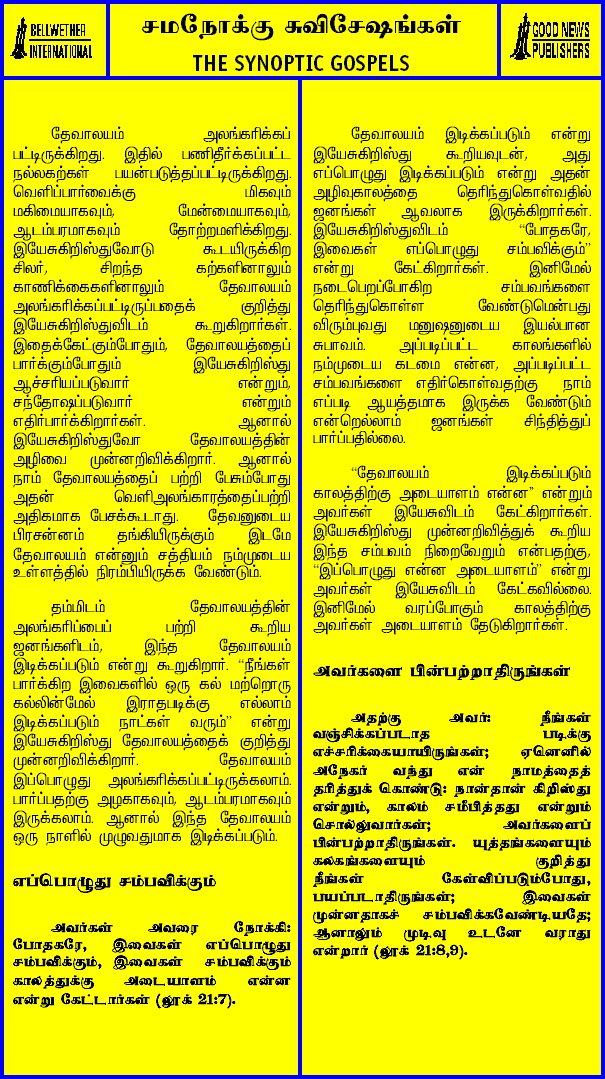 BELLWETHER
INTERNATIONAL
சமநோக்கு சுவிசேஷங்கள்
THE SYNOPTIC GOSPELS
GOOD NEWS
PUBLISHERS
தேவாலயம் அலங்கரிக்கப்
பட்டிருக்கிறது. இதில் பணிதீர்க்கப்பட்ட
நல்லகற்கள் பயன்படுத்தப்பட்டிருக்கிறது.
வெளிப்பார்வைக்கு மிகவும்
மகிமையாகவும், மேன்மையாகவும்,
ஆடம்பரமாகவும் தோற்றமளிக்கிறது.
இயேசுகிறிஸ்துவோடு கூடயிருக்கிற
சிலர், சிறந்த கற்களினாலும்
காணிக்கைகளினாலும் தேவாலயம்
அலங்கரிக்கப்பட்டிருப்பதைக் குறித்து
இயேசுகிறிஸ்துவிடம் கூறுகிறார்கள்.
இதைக்கேட்கும்போதும், தேவாலயத்தைப்
பார்க்கும்போதும் இயேசுகிறிஸ்து
ஆச்சரியப்படுவார் என்றும்,
சந்தோஷப்படுவார் என்றும்
எதிர்பார்க்கிறார்கள். ஆனால்
இயேசுகிறிஸ்துவோ தேவாலயத்தின்
அழிவை முன்னறிவிக்கிறார். ஆனால்
நாம் தேவாலயத்தைப் பற்றி பேசும்போது
அதன் வெளிஅலங்காரத்தைப்பற்றி
அதிகமாக பேசக்கூடாது. தேவனுடைய
பிரசன்னம் தங்கியிருக்கும் இடமே
தேவாலயம் என்னும் சத்தியம் நம்முடைய
உள்ளத்தில் நிரம்பியிருக்க வேண்டும்.
தம்மிடம் தேவாலயத்தின்
அலங்கரிப்பைப் பற்றி கூறிய
ஜனங்களிடம், இந்த தேவாலயம்
இடிக்கப்படும் என்று கூறுகிறார். “நீங்கள்
பார்க்கிற இவைகளில் ஒரு கல் மற்றொரு
கல்லின்மேல் இராதபடிக்கு எல்லாம்
இடிக்கப்படும் நாட்கள் வரும்” என்று
இயேசுகிறிஸ்து தேவாலயத்தைக் குறித்து
முன்னறிவிக்கிறார். தேவாலயம்
இப்பொழுது அலங்கரிக்கப்பட்டிருக்கலாம்.
பார்ப்பதற்கு அழகாகவும், ஆடம்பரமாகவும்
இருக்கலாம். ஆனால் இந்த தேவாலயம்
ஒரு நாளில் முழுவதுமாக இடிக்கப்படும்.
எப்பொழுது சம்பவிக்கும்
அவர்கள் அவரை நோக்கி:
போதகரே, இவைகள் எப்பொழுது
சம்பவிக்கும், இவைகள் சம்பவிக்கும்
காலத்துக்கு அடையாளம் என்ன
என்று கேட்டார்கள் (லூக் 21:7).
தேவாலயம் இடிக்கப்படும் என்று
இயேசுகிறிஸ்து கூறியவுடன், அது
எப்பொழுது இடிக்கப்படும் என்று அதன்
அழிவுகாலத்தை தெரிந்துகொள்வதில்
ஜனங்கள் ஆவலாக இருக்கிறார்கள்.
இயேசுகிறிஸ்துவிடம் “போதகரே,
இவைகள் எப்பொழுது சம்பவிக்கும்”
என்று கேட்கிறார்கள். இனிமேல்
நடைபெறப்போகிற சம்பவங்களை
தெரிந்துகொள்ள வேண்டுமென்பது
விரும்புவது மனுஷனுடைய இயல்பான
சுபாவம். அப்படிப்பட்ட காலங்களில்
நம்முடைய கடமை என்ன, அப்படிப்பட்ட
சம்பவங்களை எதிர்கொள்வதற்கு நாம்
எப்படி ஆயத்தமாக இருக்க வேண்டும்
என்றெல்லாம் ஜனங்கள் சிந்தித்துப்
பார்ப்பதில்லை.
“தேவாலயம் இடிக்கப்படும்
காலத்திற்கு அடையாளம் என்ன” என்றும்
அவர்கள் இயேசுவிடம் கேட்கிறார்கள்.
இயேசுகிறிஸ்து முன்னறிவித்துக் கூறிய
இந்த சம்பவம் நிறைவேறும் என்பதற்கு,
“இப்பொழுது என்ன அடையாளம்” என்று
அவர்கள் இயேசுவிடம் கேட்கவில்லை.
இனிமேல் வரப்போகும் காலத்திற்கு
அவர்கள் அடையாளம் தேடுகிறார்கள்.
அவர்களை பின்பற்றாதிருங்கள்
அதற்கு அவர்: நீங்கள்
வஞ்சிக்கப்படாத படிக்கு
எச்சரிக்கையாயிருங்கள்; ஏனெனில்
அநேகர் வந்து என் நாமத்தைத்
தரித்துக் கொண்டு: நான்தான் கிறிஸ்து
என்றும், காலம் சமீபித்தது என்றும்
சொல்லுவார்கள்; அவர்களைப்
பின்பற்றாதிருங்கள். யுத்தங்களையும்
கலகங்களையும் குறித்து
நீங்கள் கேள்விப்படும்போது,
பயப்படாதிருங்கள்; இவைகள்
முன்னதாகச் சம்பவிக்கவேண்டியதே;
ஆனாலும் முடிவு உடனே வராது
என்றார் (லூக் 21:8,9).